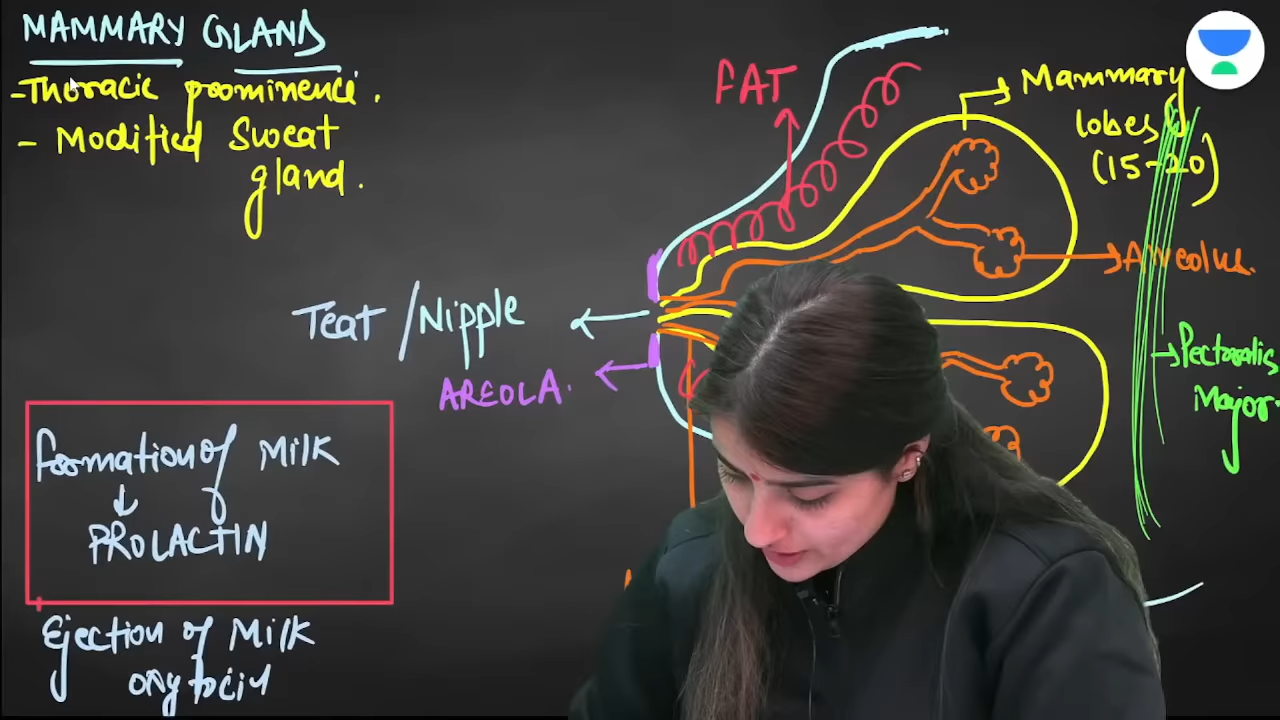 MAMMARY GLAND
- Thoracic prominence.
- Modified Sweat
gland.
FAT
Mammary
lobes
(15-20)
Alveolus.
Teat / Nipple
AREOLA.
Pectoralis
Major.
Formation of Milk
PROLACTIN
Ejection of Milk
oxytocin